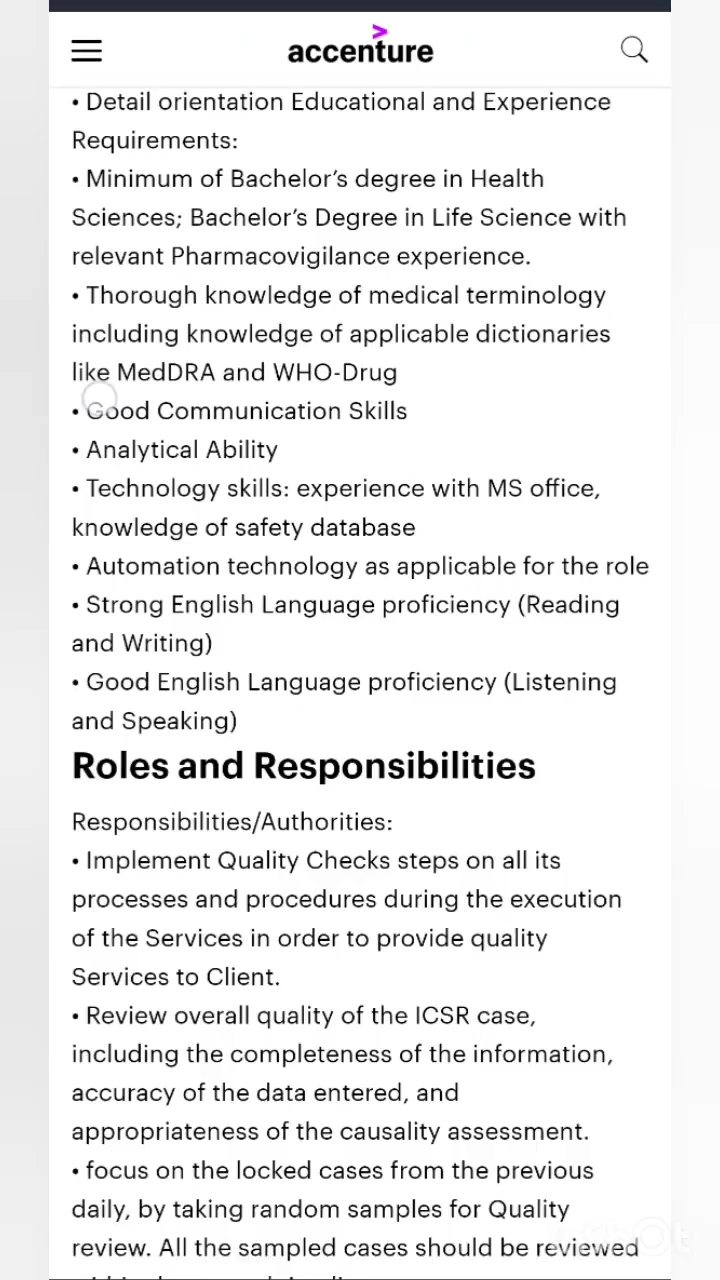 accenture
• Detail orientation Educational and Experience
Requirements:
• Minimum of Bachelor’s degree in Health
Sciences; Bachelor’s Degree in Life Science with
relevant Pharmacovigilance experience.
• Thorough knowledge of medical terminology
including knowledge of applicable dictionaries
like MedDRA and WHO-Drug
• Good Communication Skills
• Analytical Ability
• Technology skills: experience with MS office,
knowledge of safety database
• Automation technology as applicable for the role
• Strong English Language proficiency (Reading
and Writing)
• Good English Language proficiency (Listening
and Speaking)
Roles and Responsibilities
Responsibilities/Authorities:
• Implement Quality Checks steps on all its
processes and procedures during the execution
of the Services in order to provide quality
Services to Client.
• Review overall quality of the ICSR case,
including the completeness of the information,
accuracy of the data entered, and
appropriateness of the causality assessment.
• focus on the locked cases from the previous
daily, by taking random samples for Quality
review. All the sampled cases should be reviewed